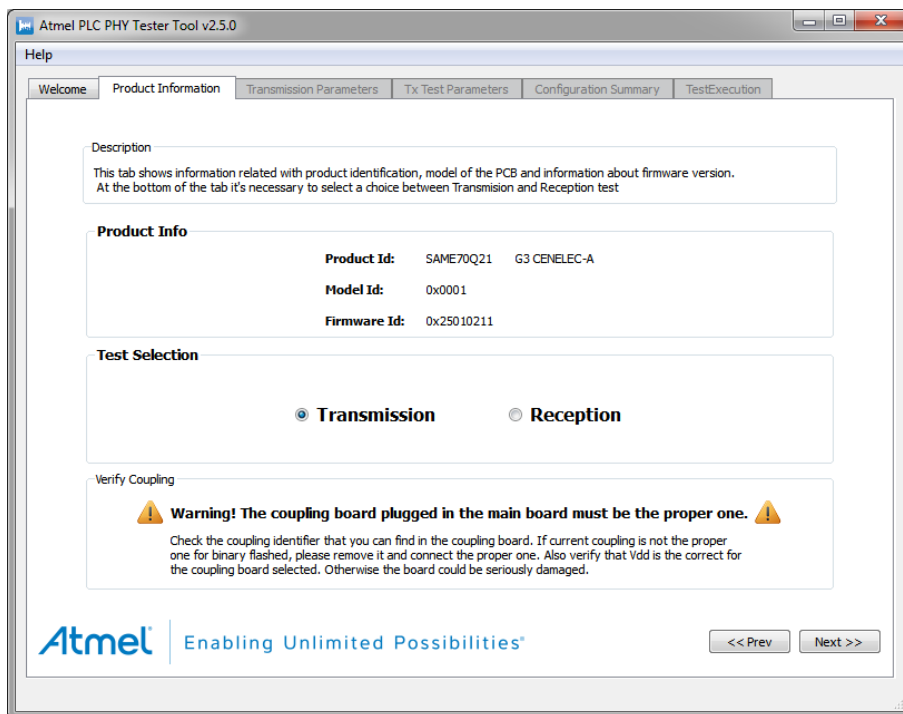 Atmel PLC PHY Tester Tool v2.5.0
Help
Welcome Product Information Transmission Parameters Tx Test Parameters Configuration Summary TestExecution
Description
This tab shows information related with product identification, model of the PCB and information about firmware version.
At the bottom of the tab it's necessary to select a choice between Transmision and Reception test
Product Info
Product Id: SAME70Q21 G3 CENELEC-A
Model Id: 0x0001
Firmware Id: 0x25010211
Test Selection
Transmission Reception
Verify Coupling
Warning! The coupling board plugged in the main board must be the proper one.
Check the coupling identifier that you can find in the coupling board. If current coupling is not the proper
one for binary flashed, please remove it and connect the proper one. Also verify that Vdd is the correct for
the coupling board selected. Otherwise the board could be seriously damaged.
Atmel Enabling Unlimited Possibilities®
<< Prev Next >>